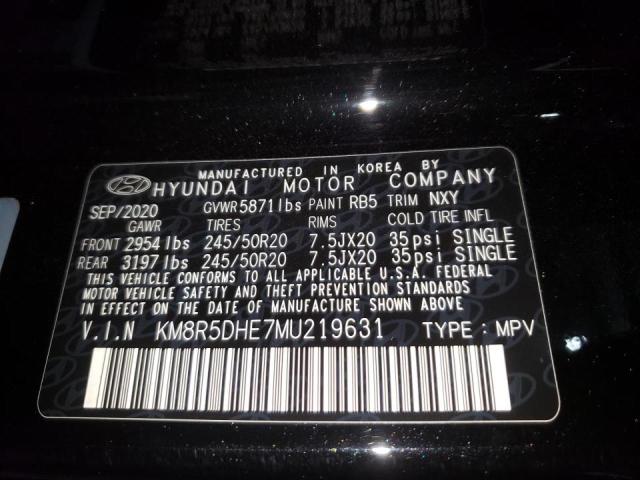 MANUFACTURED IN KOREA BY
HYUNDAI MOTOR COMPANY
SEP/2020 GVWR5871lbs PAINT RB5 TRIM NXY
GAWR TIRES RIMS COLD TIRE INFL
FRONT 2954lbs 245/50R20 7.5JX20 35psi SINGLE
REAR 3197lbs 245/50R20 7.5JX20 35psi SINGLE
THIS VEHICLE CONFORMS TO ALL APPLICABLE U.S.A. FEDERAL
MOTOR VEHICLE SAFETY AND THEFT PREVENTION STANDARDS
IN EFFECT ON THE DATE OF MANUFACTURE SHOWN ABOVE
V.I.N KM8R5DHE7MU219631 TYPE : MPV